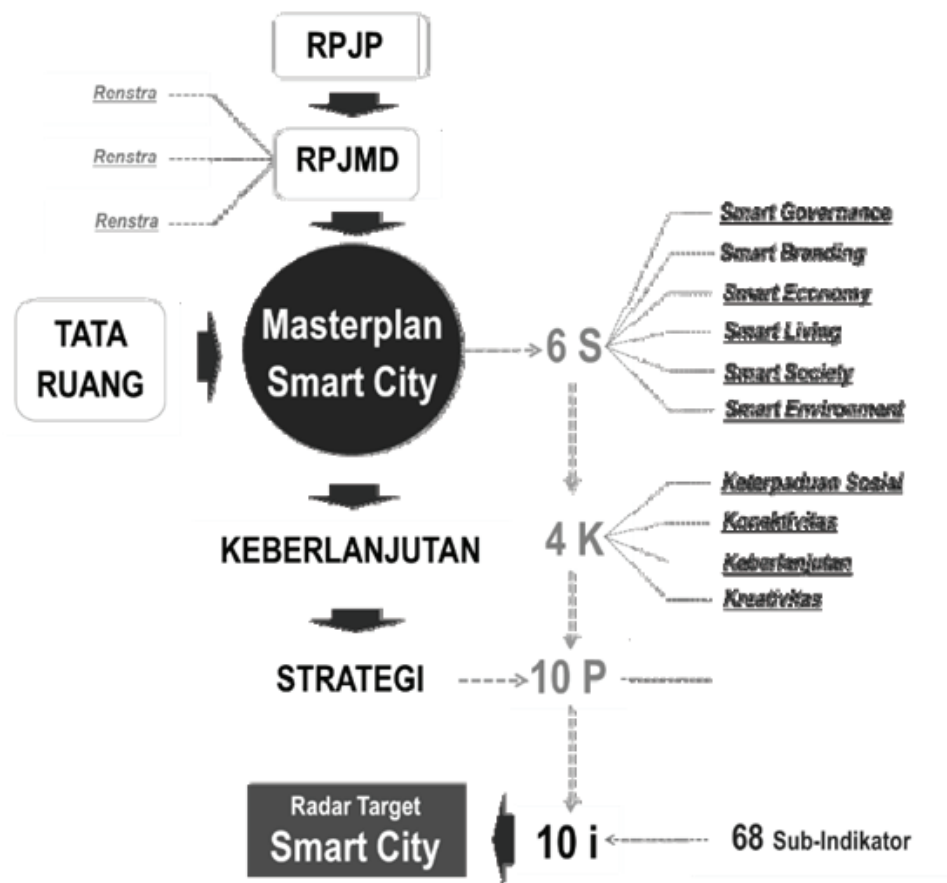 RPJP
Renstra
Renstra
RPJMD
Renstra
TATA
RUANG
Masterplan
Smart City
6 S
Smart Governance
Smart Branding
Smart Economy
Smart Living
Smart Society
Smart Environment
KEBERLANJUTAN
4 K
Keterpaduan Sosial
Konektivitas
Keberlanjutan
Kreativitas
STRATEGI
10 P
Radar Target
Smart City
10 i
68 Sub-Indikator